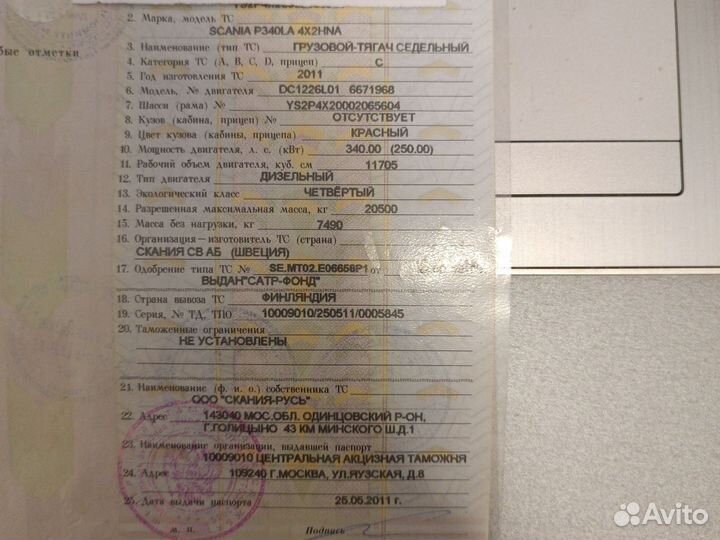 2. Марка, модель ТС
SCANIA P340LA 4X2HNA
бые отметки
3. Наименование (тип ТС) ГРУЗОВОЙ-ТЯГАЧ СЕДЕЛЬНЫЙ
4. Категория ТС (A, B, C, D, прицеп) C
5. Год изготовления ТС 2011
6. Модель, № двигателя DC1226L01 6671968
7. Шасси (рама) № YS2P4X20002065604
8. Кузов (кабина, прицеп) № ОТСУТСТВУЕТ
9. Цвет кузова (кабины, прицепа) КРАСНЫЙ
10. Мощность двигателя, л. с. (кВт) 340.00 (250.00)
11. Рабочий объем двигателя, куб. см 11705
12. Тип двигателя ДИЗЕЛЬНЫЙ
13. Экологический класс ЧЕТВЁРТЫЙ
14. Разрешенная максимальная масса, кг 20500
15. Масса без нагрузки, кг 7490
16. Организация—изготовитель ТС (страна)
СКАНИЯ СВ АБ (ШВЕЦИЯ)
17. Одобрение типа ТС № SE.MT02.E06658P1 от
ВЫДАН"САТР-ФОНД"
18. Страна вывоза ТС ФИНЛЯНДИЯ
19. Серия, № ТД, ТПО 10009010/250511/0005845
20. Таможенные ограничения
НЕ УСТАНОВЛЕНЫ
21. Наименование (ф. и. о.) собственника ТС
ООО "СКАНИЯ-РУСЬ"
22. Адрес 143040 МОС.ОБЛ. ОДИНЦОВСКИЙ Р-ОН,
Г.ГОЛИЦЫНО 43 КМ МИНСКОГО Ш.Д.1
23. Наименование организации, выдавшей паспорт
10009010 ЦЕНТРАЛЬНАЯ АКЦИЗНАЯ ТАМОЖНЯ
24. Адрес 109240 Г.МОСКВА, УЛ.ЯУЗСКАЯ, Д.8
25. Дата выдачи паспорта 25.05.2011 г.
М. П. Подпись
Avito